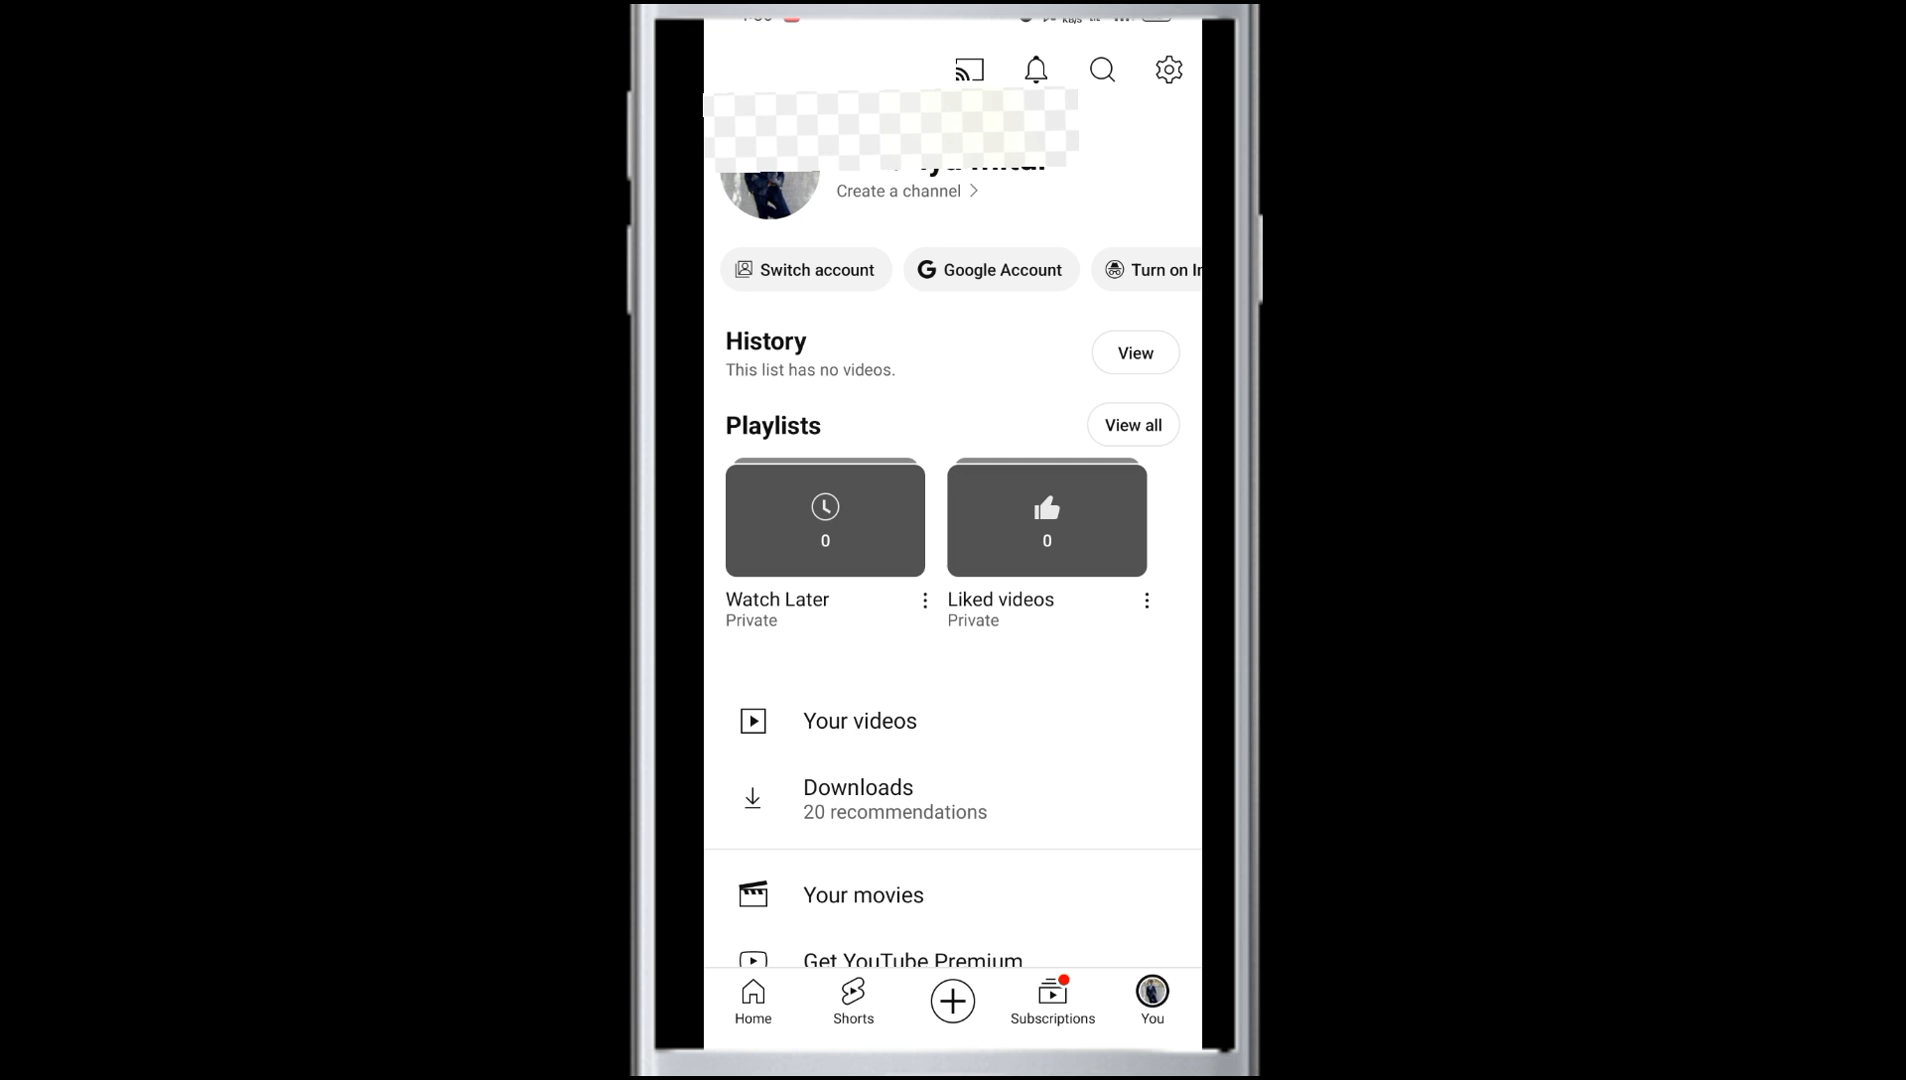 Create a channel
Switch account
Google Account
Turn on
History
This list has no videos.
View
Playlists
View all
0
0
Watch Later
Liked videos
Private
Private
Your videos
Downloads
20 recommendations
Your movies
Get YouTube Premium
Home
Shorts
Subscriptions
You